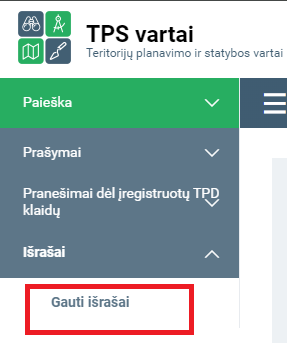 TPS vartai
Teritorijų planavimo ir statybos vartai
Paieška
Prašymai
Pranešimai dėl įregistruotų TPD
klaidų
Išrašai
Gauti išrašai